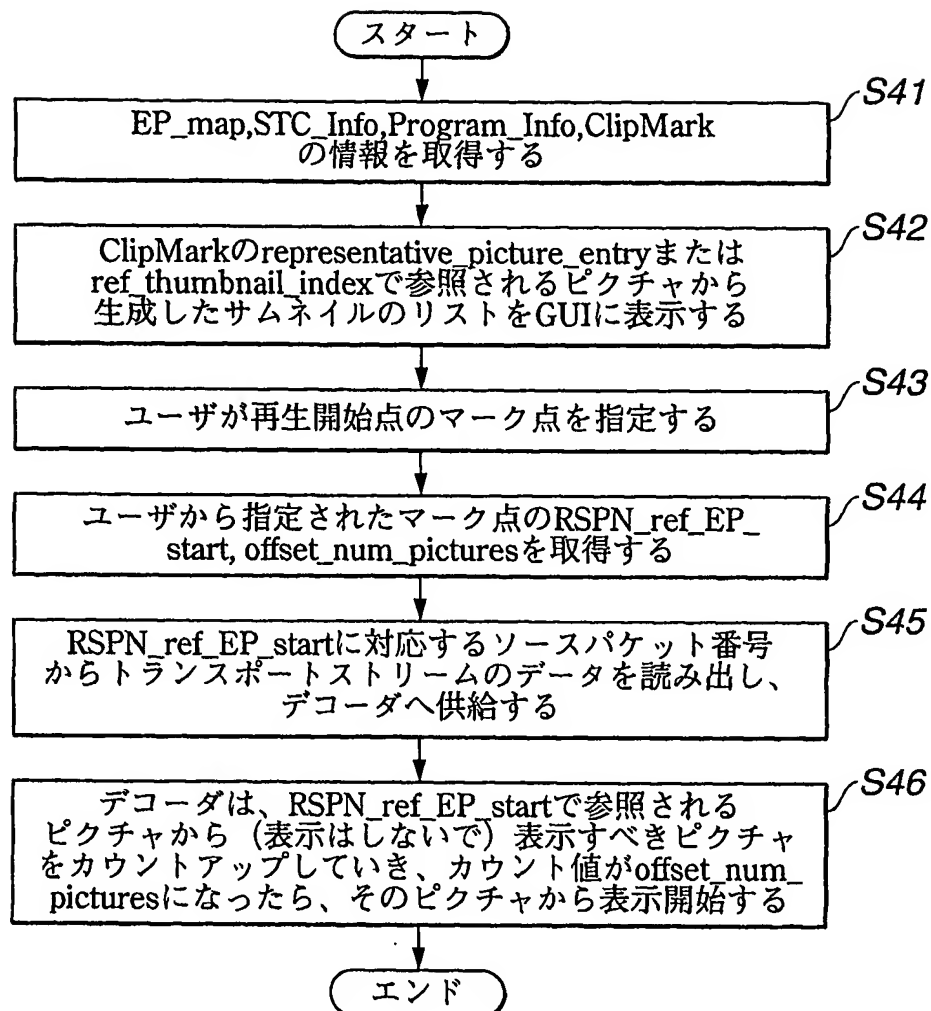 スタート
S41
EP_map,STC_Info,Program_Info,ClipMark
の情報を取得する
S42
ClipMarkのrepresentative_picture_entryまたは
ref_thumbnail_indexで参照されるピクチャから
生成したサムネイルのリストをGUIに表示する
S43
ユーザが再生開始点のマーク点を指定する
S44
ユーザから指定されたマーク点のRSPN_ref_EP_
start, offset_num_picturesを取得する
S45
RSPN_ref_EP_startに対応するソースパケット番号
からトランスポートストリームのデータを読み出し、
デコーダへ供給する
S46
デコーダは、RSPN_ref_EP_startで参照される
ピクチャから（表示はしないで）表示すべきピクチャ
をカウントアップしていき、カウント値がoffset_num_
picturesになったら、そのピクチャから表示開始する
エンド